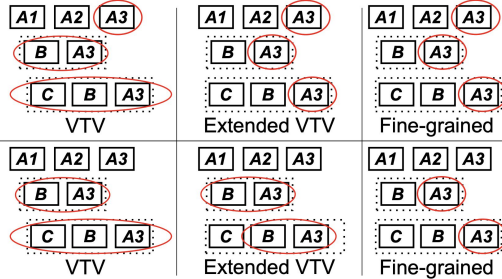 A1 A2 A3 A1 A2 A3 A1 A2 A3
B A3 B A3 B A3
C B A3 C B A3 C B A3
VTV Extended VTV Fine-grained
A1 A2 A3 A1 A2 A3 A1 A2 A3
B A3 B A3 B A3
C B A3 C B A3 C B A3
VTV Extended VTV Fine-grained